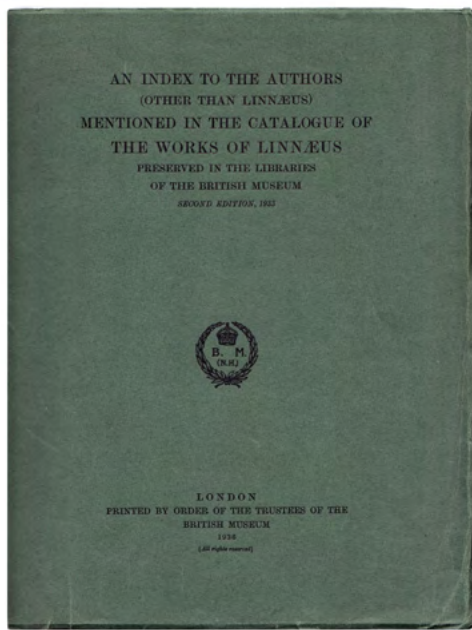 AN INDEX TO THE AUTHORS
(OTHER THAN LINNÆUS)
MENTIONED IN THE CATALOGUE OF
THE WORKS OF LINNÆUS
PRESERVED IN THE LIBRARIES
OF THE BRITISH MUSEUM
SECOND EDITION, 1933
B. M.
(N.H.)
LONDON
PRINTED BY ORDER OF THE TRUSTEES OF THE
BRITISH MUSEUM
1936
[All rights reserved]